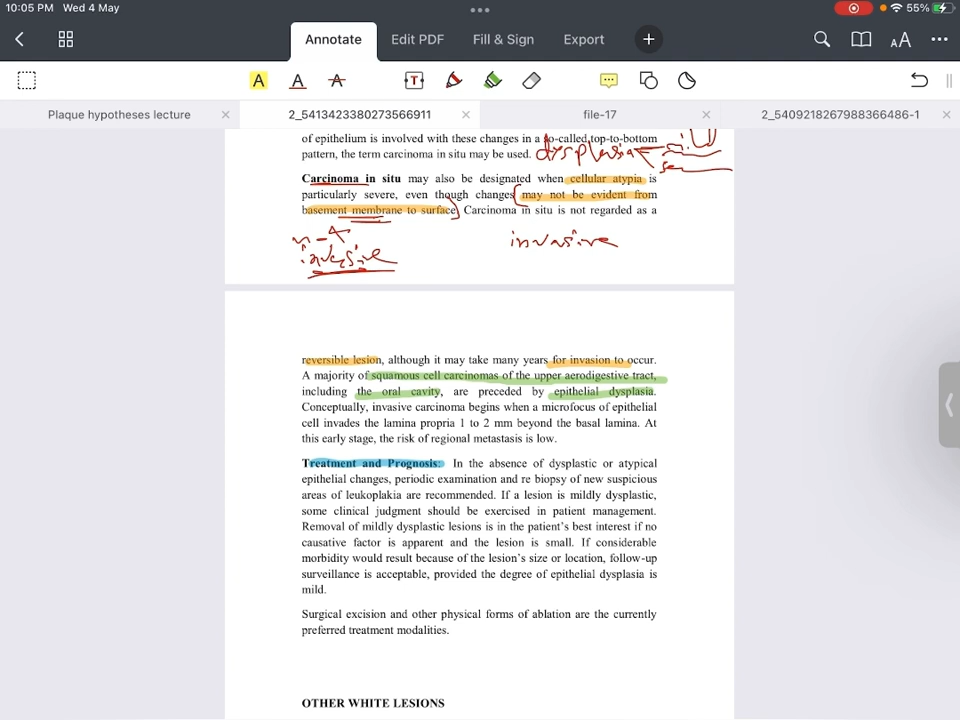 10:05 PM Wed 4 May
55%
Annotate Edit PDF Fill & Sign Export
Plaque hypotheses lecture
2_5413423380273566911
file-17
2_5409218267988366486-1
of epithelium is involved with these changes in a so-called top-to-bottom
pattern, the term carcinoma in situ may be used.
dysplasia
Carcinoma in situ may also be designated when cellular atypia is
particularly severe, even though changes may not be evident from
basement membrane to surface. Carcinoma in situ is not regarded as a
invasive
invasive
reversible lesion, although it may take many years for invasion to occur.
A majority of squamous cell carcinomas of the upper aerodigestive tract,
including the oral cavity, are preceded by epithelial dysplasia.
Conceptually, invasive carcinoma begins when a microfocus of epithelial
cell invades the lamina propria 1 to 2 mm beyond the basal lamina. At
this early stage, the risk of regional metastasis is low.
Treatment and Prognosis: In the absence of dysplastic or atypical
epithelial changes, periodic examination and re biopsy of new suspicious
areas of leukoplakia are recommended. If a lesion is mildly dysplastic,
some clinical judgment should be exercised in patient management.
Removal of mildly dysplastic lesions is in the patient's best interest if no
causative factor is apparent and the lesion is small. If considerable
morbidity would result because of the lesion's size or location, follow-up
surveillance is acceptable, provided the degree of epithelial dysplasia is
mild.
Surgical excision and other physical forms of ablation are the currently
preferred treatment modalities.
OTHER WHITE LESIONS